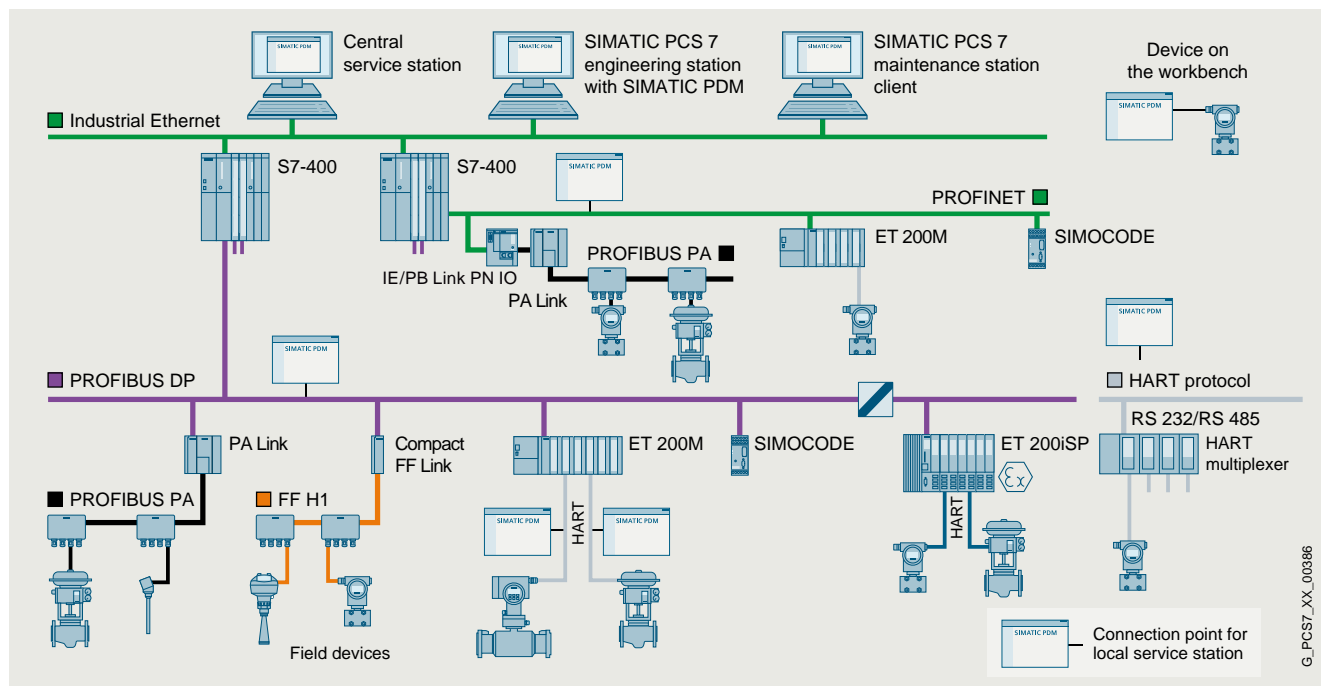 SIMATIC PDM
Central
service station
SIMATIC PDM
SIMATIC PCS 7
engineering station
with SIMATIC PDM
SIMATIC PDM
SIMATIC PCS 7
maintenance station
client
Device on
the workbench
SIMATIC PDM
Industrial Ethernet
S7-400
S7-400
SIMATIC PDM
PROFINET
IE/PB Link PN IO
PA Link
PROFIBUS PA
ET 200M
SIMOCODE
SIMATIC PDM
SIMATIC PDM
PROFIBUS DP
HART protocol
RS 232/RS 485
HART
multiplexer
PA Link
Compact
FF Link
ET 200M
SIMOCODE
ET 200iSP
εx
PROFIBUS PA
FF H1
SIMATIC PDM
HART
SIMATIC PDM
HART
Field devices
SIMATIC PDM
Connection point for
local service station
G_PCS7_XX_00386